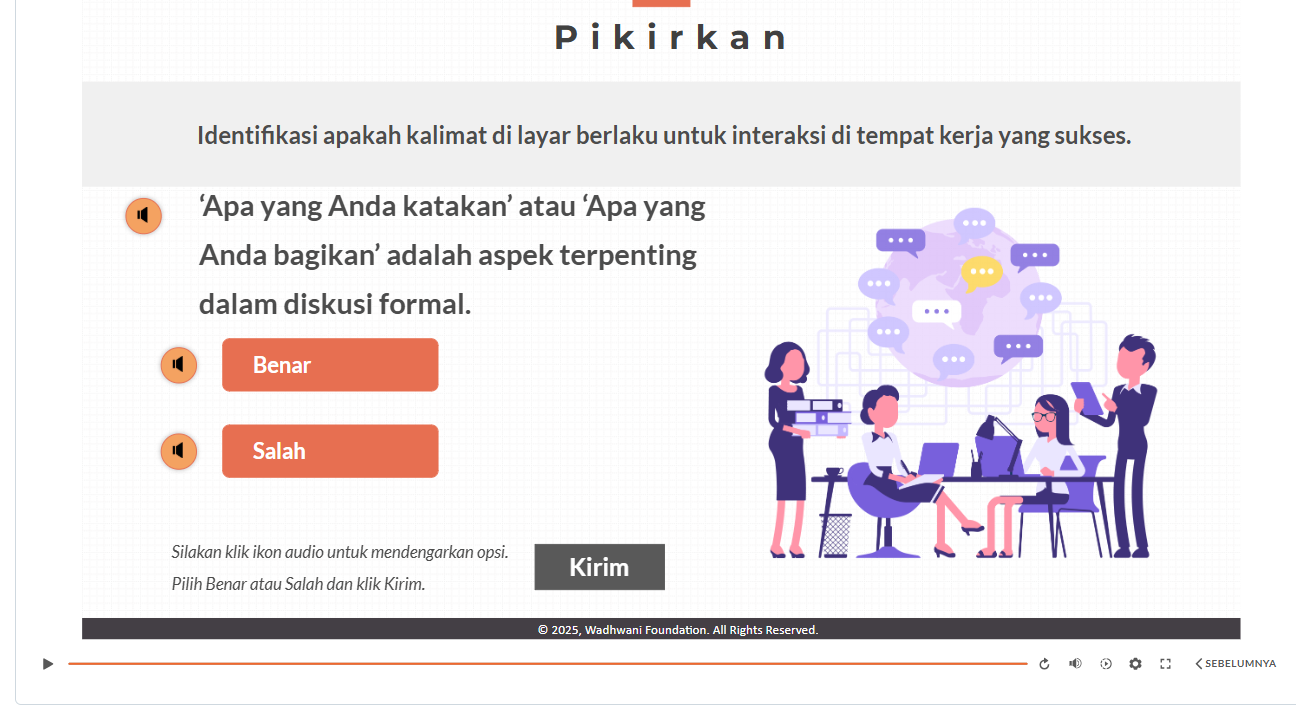 Pikirkan
Identifikasi apakah kalimat di layar berlaku untuk interaksi di tempat kerja yang sukses.
‘Apa yang Anda katakan’ atau ‘Apa yang
Anda bagikan’ adalah aspek terpenting
dalam diskusi formal.
Benar
Salah
Silakan klik ikon audio untuk mendengarkan opsi.
Pilih Benar atau Salah dan klik Kirim.
Kirim
© 2025, Wadhwani Foundation. All Rights Reserved.
SEBELUMNYA